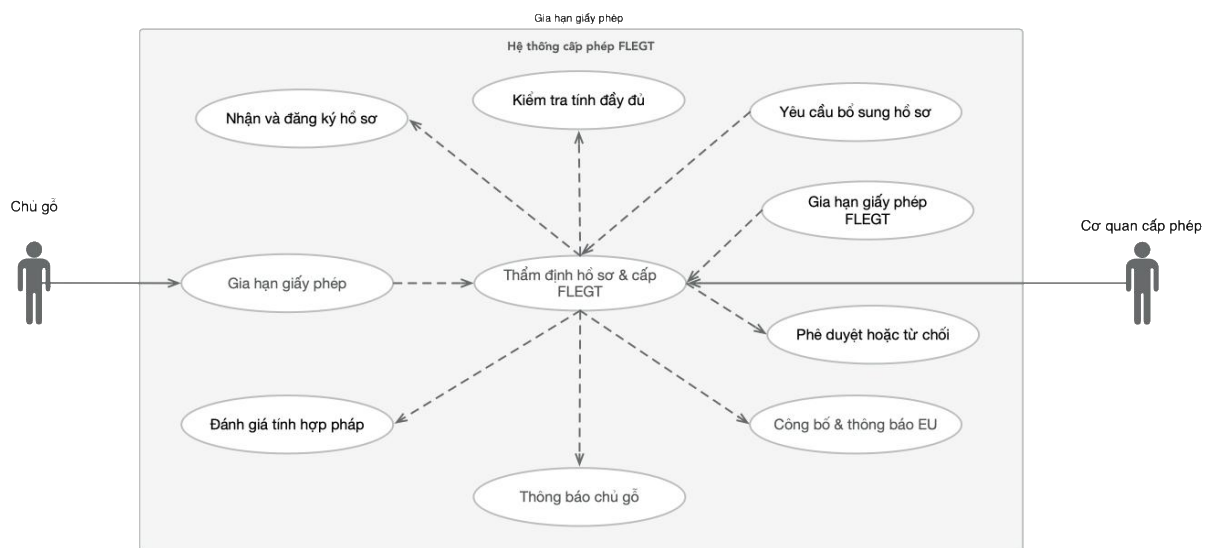 Gia hạn giấy phép
Hệ thống cấp phép FLEGT
Nhận và đăng ký hồ sơ
Kiểm tra tính đầy đủ
Yêu cầu bổ sung hồ sơ
Gia hạn giấy phép
FLEGT
Chủ gỗ
Cơ quan cấp phép
Gia hạn giấy phép
Thẩm định hồ sơ & cấp
FLEGT
Phê duyệt hoặc từ chối
Đánh giá tính hợp pháp
Công bố & thông báo EU
Thông báo chủ gỗ